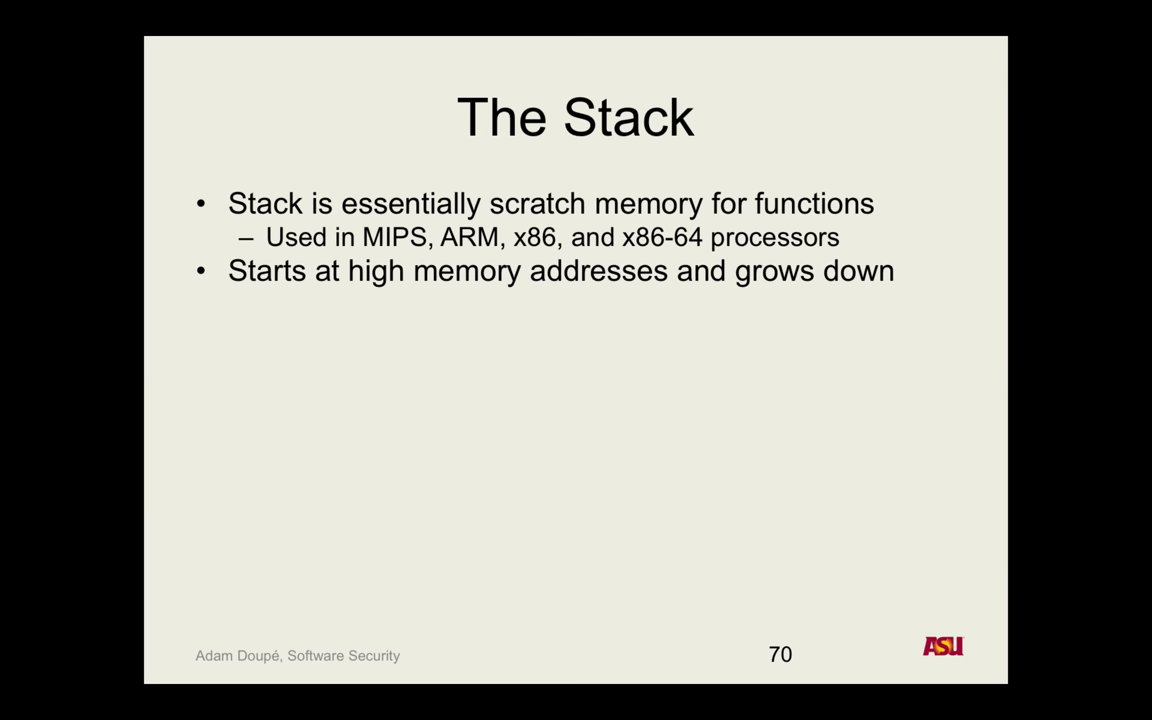 The Stack
• Stack is essentially scratch memory for functions
– Used in MIPS, ARM, x86, and x86-64 processors
• Starts at high memory addresses and grows down
Adam Doupé, Software Security
70
ASU